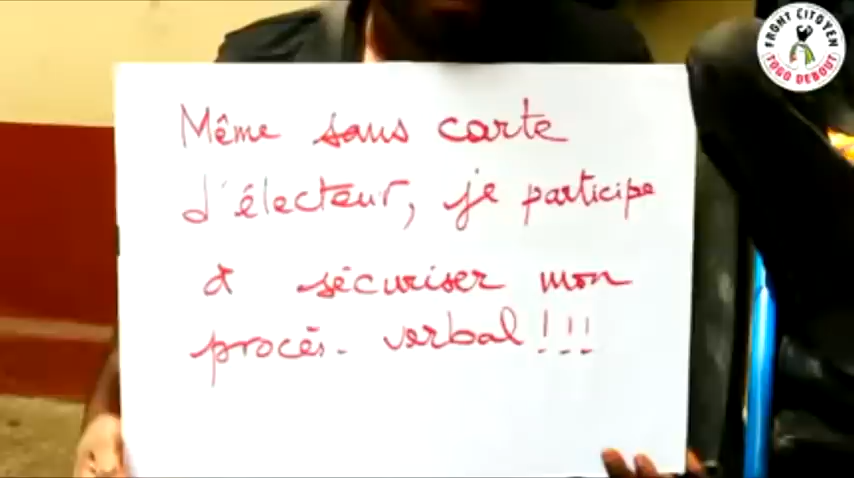 Même sans carte
d'électeur, je participe
à sécuriser mon
procès-verbal !!!
FRONT CITOYEN
TOGO DEBOUT